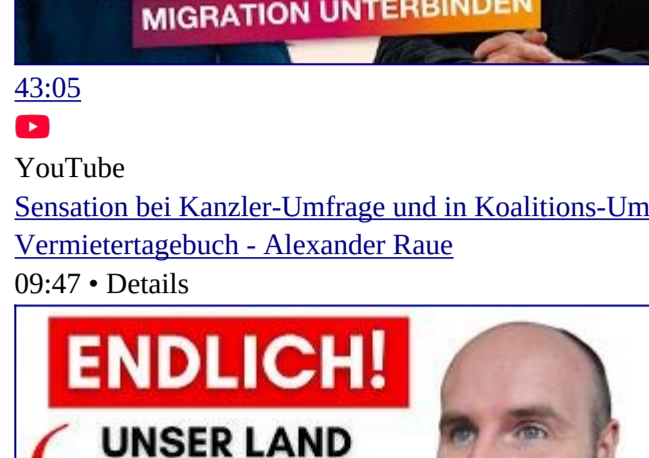 MIGRATION UNTERBINDEN
43:05
YouTube
Sensation bei Kanzler-Umfrage und in Koalitions-Um
Vermietertagebuch - Alexander Raue
09:47 • Details
ENDLICH!
UNSER LAND